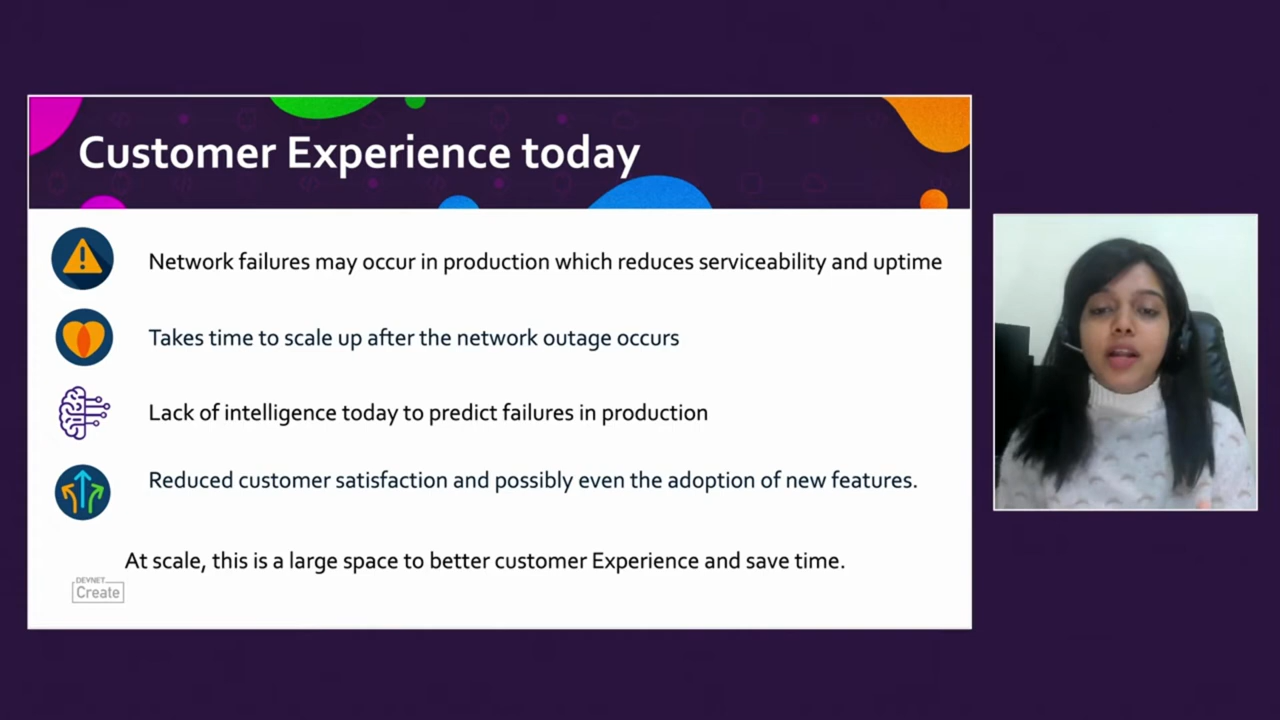 Customer Experience today
Network failures may occur in production which reduces serviceability and uptime
Takes time to scale up after the network outage occurs
Lack of intelligence today to predict failures in production
Reduced customer satisfaction and possibly even the adoption of new features.
At scale, this is a large space to better customer Experience and save time.
DEVNET
Create